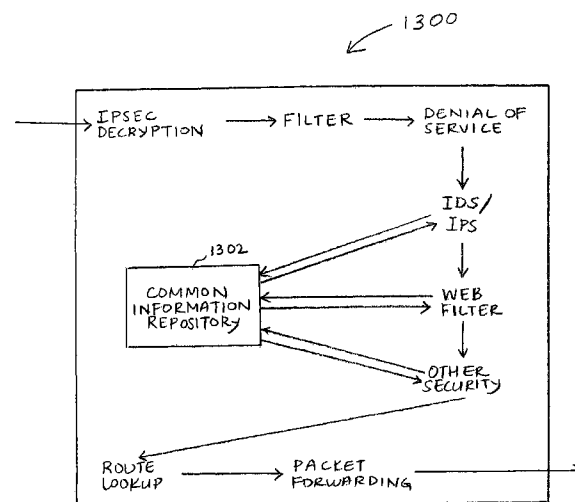 1300
IPSEC
DECRYPTION
FILTER
DENIAL OF
SERVICE
IDS/
IPS
1302
COMMON
INFORMATION
REPOSITORY
WEB
FILTER
OTHER
SECURITY
ROUTE
LOOKUP
PACKET
FORWARDING